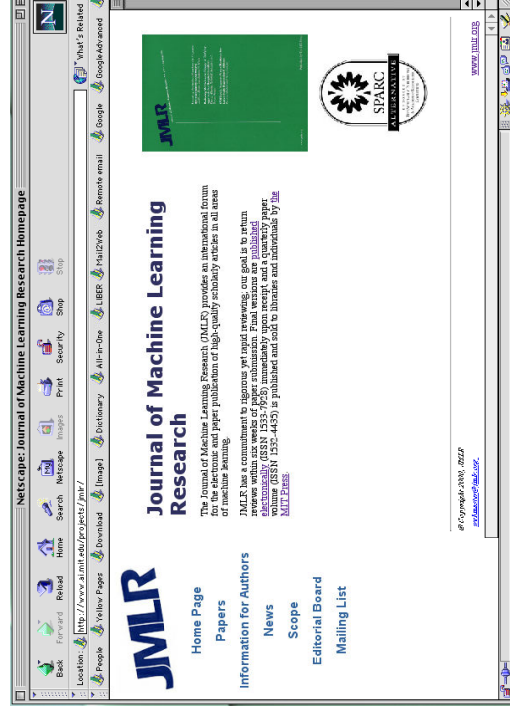 Netscape: Journal of Machine Learning Research Homepage
Back Forward Reload Home Search Netscape Images Print Security Shop Stop
N
Location: http://www.ai.mit.edu/projects/jmlr/ What's Related
People Yellow Pages Download [Image] Dictionary All-in-One LIBER Mail2Web Remote email Google GoogleAdvanced
JMLR
Home Page
Papers
Information for Authors
News
Scope
Editorial Board
Mailing List
Journal of Machine Learning
Research
The Journal of Machine Learning Research (JMLR) provides an international forum
for the electronic and paper publication of high-quality scholarly articles in all areas
of machine learning.
JMLR has a commitment to rigorous yet rapid reviewing; our goal is to return
reviews within six weeks of paper submission. Final versions are published
electronically (ISSN 1533-7928) immediately upon receipt and a quarterly paper
volume (ISSN 1532-4435) is published and sold to libraries and individuals by the
MIT Press.
JMLR
SPARC
ALTERNATIVE
© Copyright 2000, JMLR
www.jmlr.org